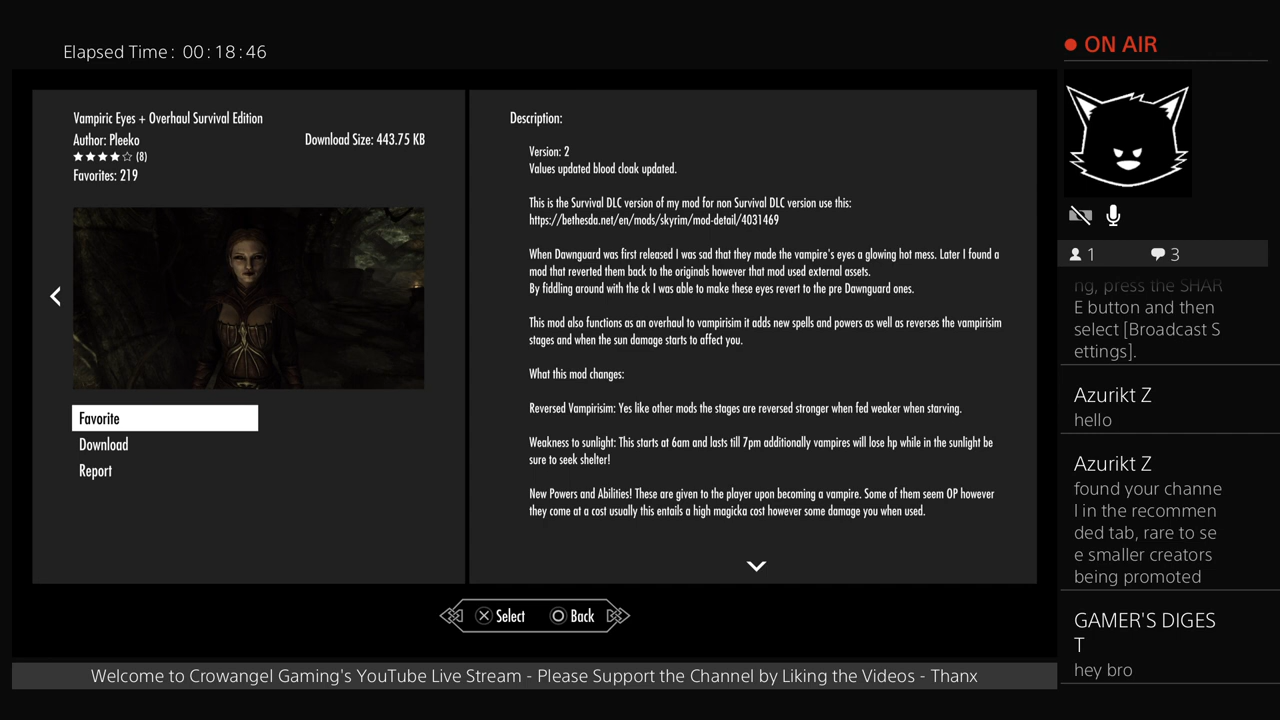 Elapsed Time: 00:18:46
Vampiric Eyes + Overhaul Survival Edition
Author: Pleeko
Download Size: 443.75 KB
(8)
Favorites: 219
Favorite
Download
Report
Description:
Version: 2
Values updated blood cloak updated.
This is the Survival DLC version of my mod for non Survival DLC version use this:
https://bethesda.net/en/mods/skyrim/mod-detail/4031469
When Dawnguard was first released I was sad that they made the vampire's eyes a glowing hot mess. Later I found a
mod that reverted them back to the originals however that mod used external assets.
By fiddling around with the ck I was able to make these eyes revert to the pre Dawnguard ones.
This mod also functions as an overhaul to vampirism it adds new spells and powers as well as reverses the vampirisim
stages and when the sun damage starts to affect you.
What this mod changes:
Reversed Vampirisim: Yes like other mods the stages are reversed stronger when fed weaker when starving.
Weakness to sunlight: This starts at 6am and lasts till 7pm additionally vampires will lose hp while in the sunlight be
sure to seek shelter!
New Powers and Abilities! These are given to the player upon becoming a vampire. Some of them seem OP however
they come at a cost usually this entails a high magicka cost however some damage you when used.
Select
Back
Welcome to Crowangel Gaming's YouTube Live Stream - Please Support the Channel by Liking the Videos - Thanx
ON AIR
1
3
ng, press the SHAR
E button and then
select [Broadcast S
ettings].
Azurikt Z
hello
Azurikt Z
found your channe
l in the recommen
ded tab, rare to se
e smaller creators
being promoted
GAMER'S DIGES
T
hey bro